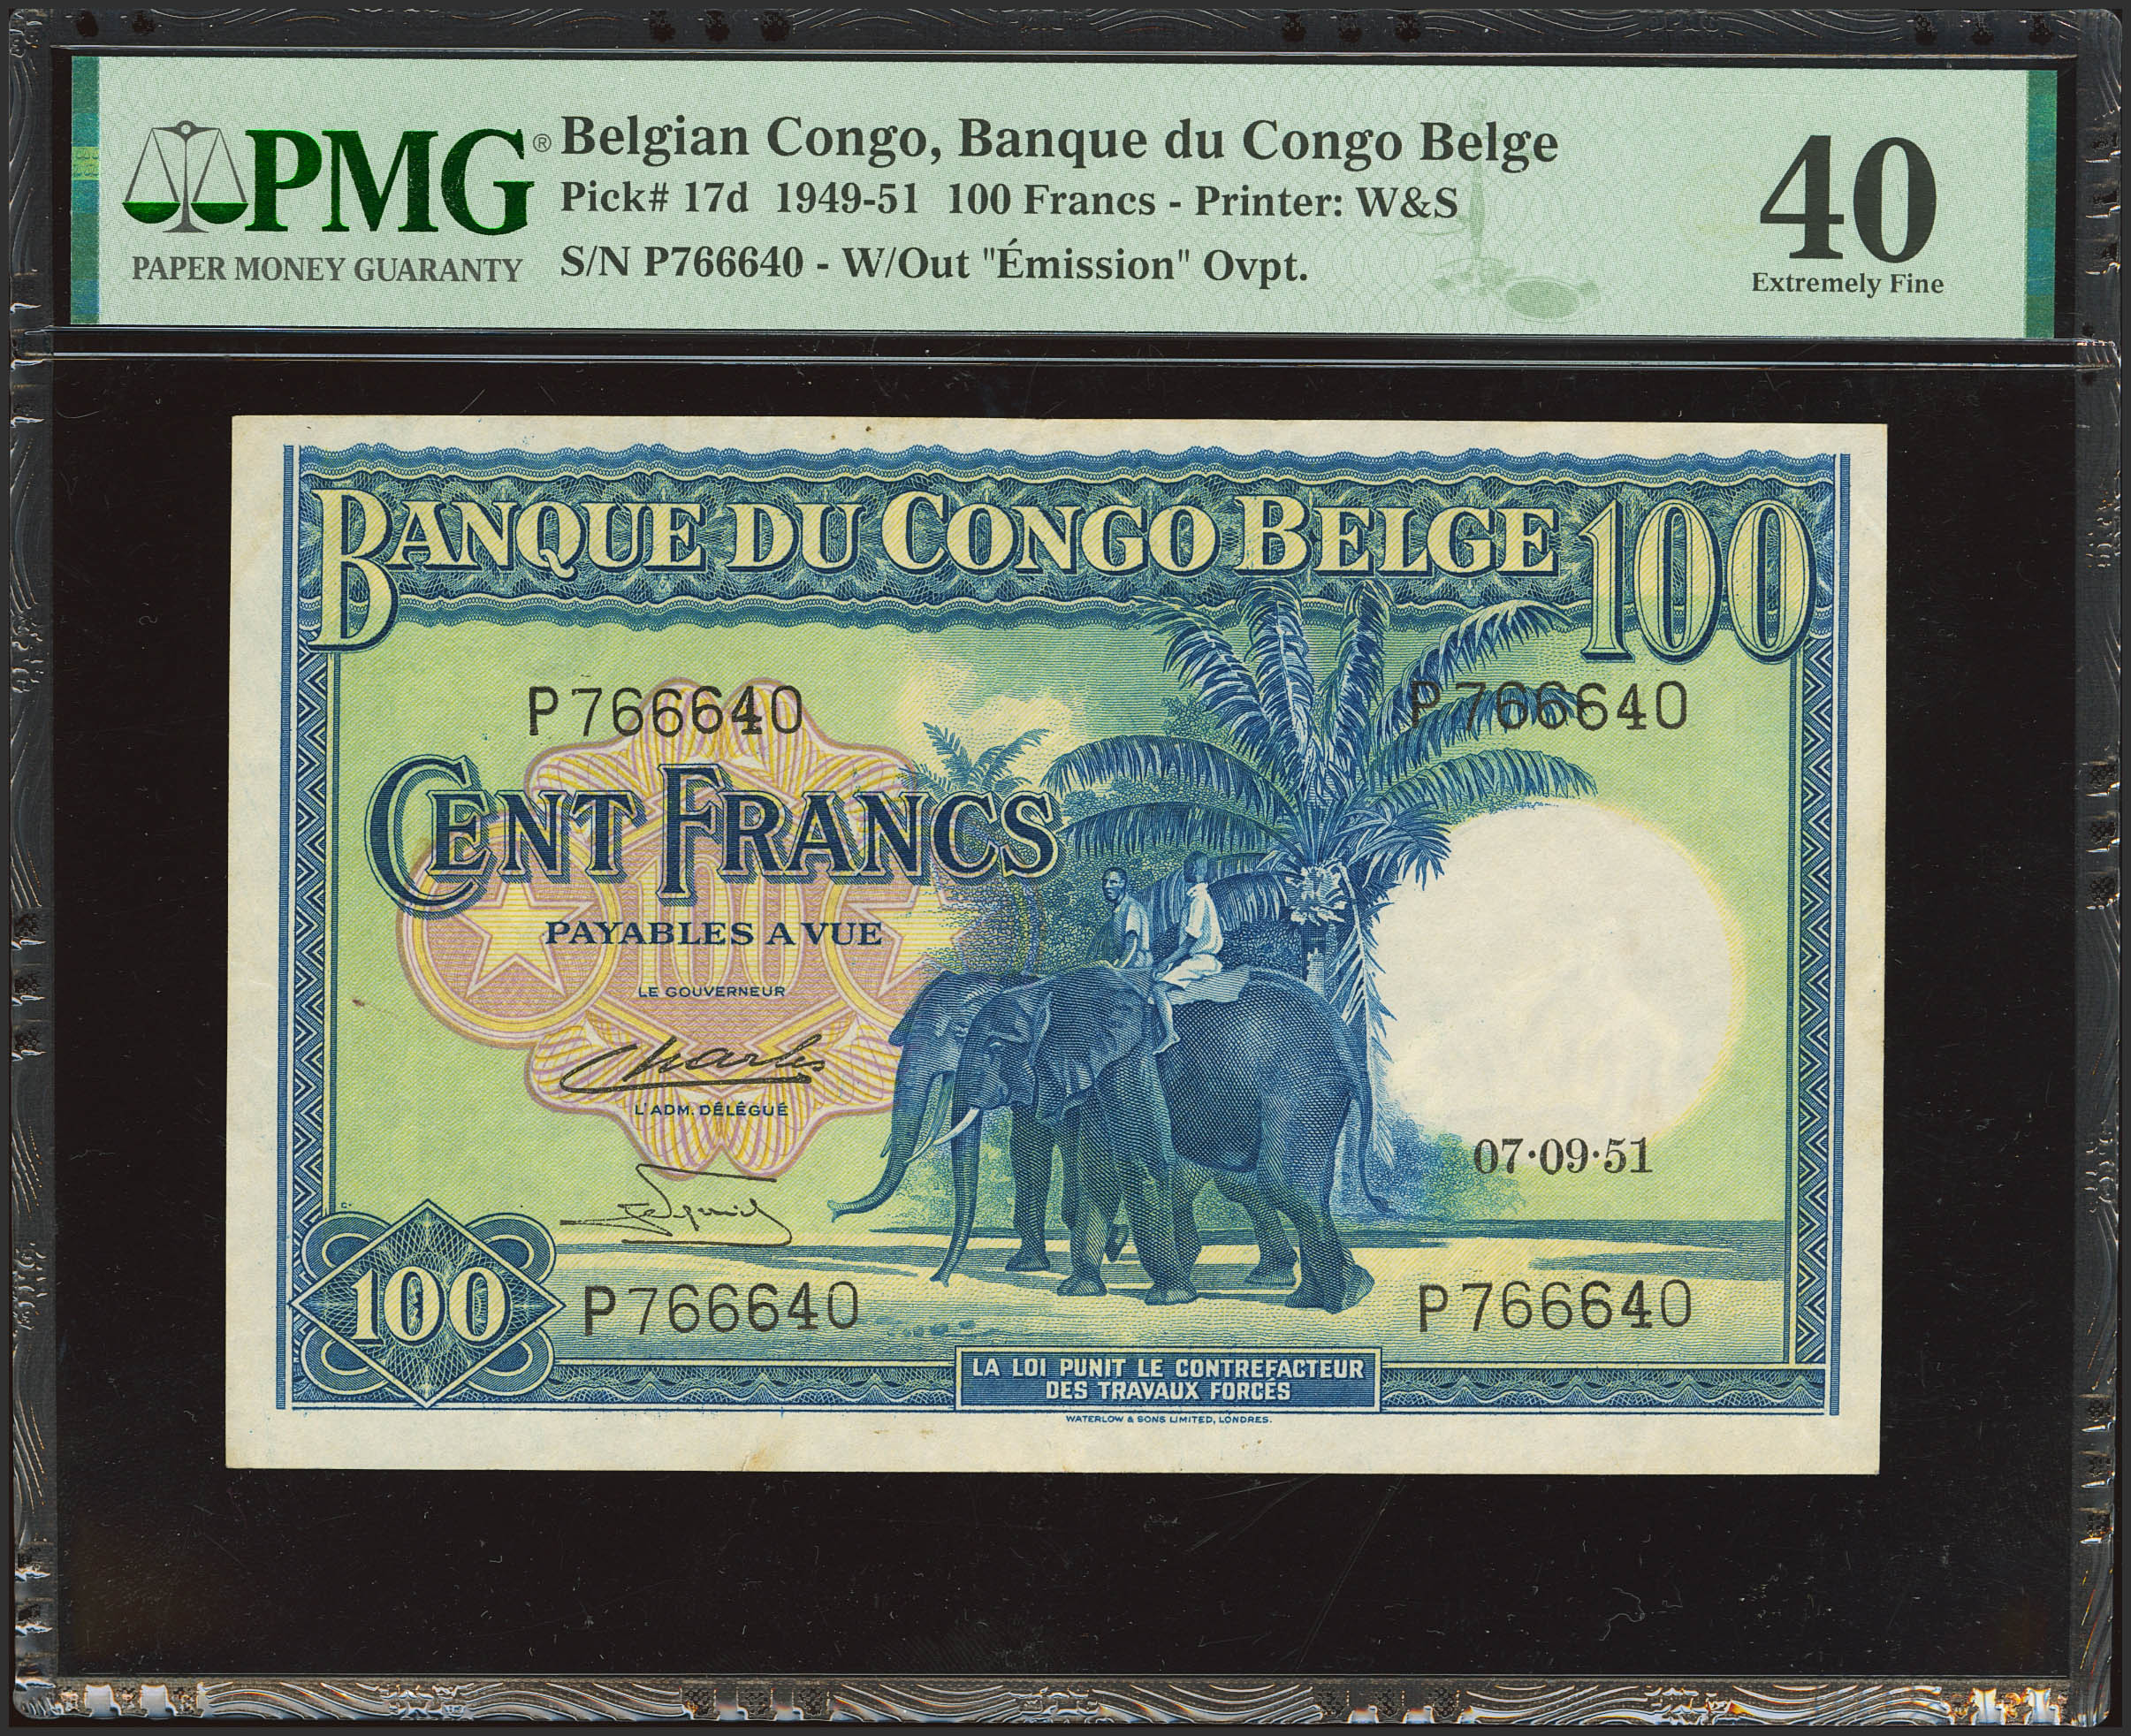 PMG®
PAPER MONEY GUARANTY
Belgian Congo, Banque du Congo Belge
Pick# 17d 1949-51 100 Francs - Printer: W&S
S/N P766640 - W/Out "Émission" Ovpt.
40
Extremely Fine
BANQUE DU CONGO BELGE 100
P766640 P766640
CENT FRANCS
100
PAYABLES A VUE
LE GOUVERNEUR
L'ADM. DÉLÉGUÉ
07·09·51
100 P766640 P766640
LA LOI PUNIT LE CONTREFACTEUR
DES TRAVAUX FORCÉS
WATERLOW & SONS LIMITED, LONDRES.